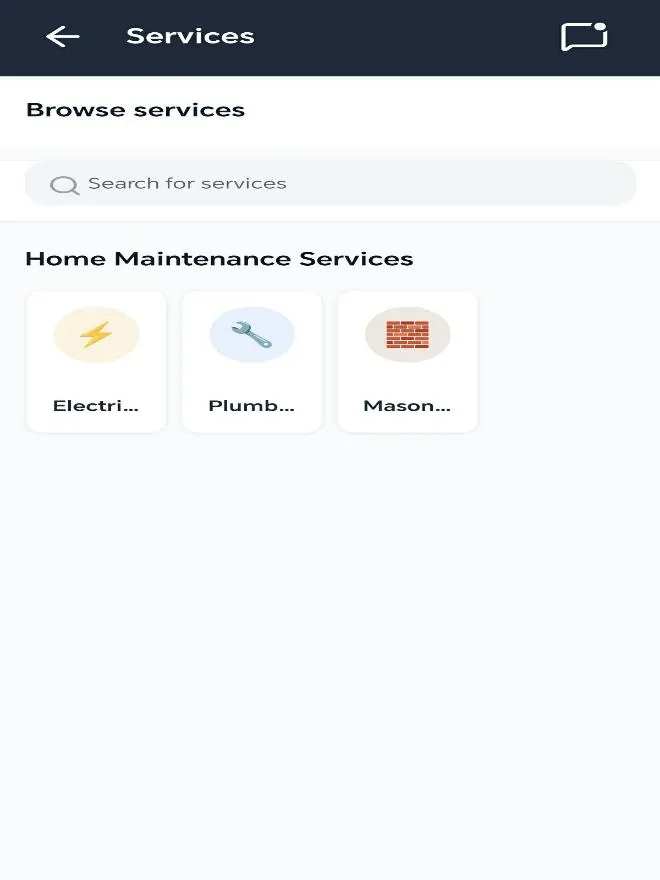 Services
Browse services
Search for services
Home Maintenance Services
Electri...
Plumb...
Mason...